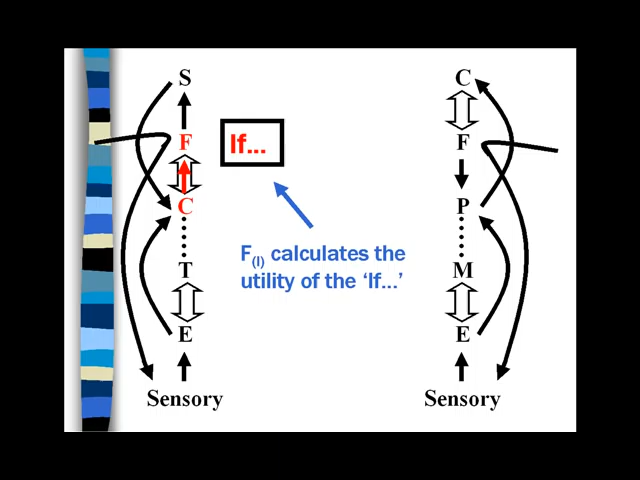 S
F
If...
C
T
E
Sensory
F(I) calculates the
utility of the ‘If...’
C
F
P
M
E
Sensory